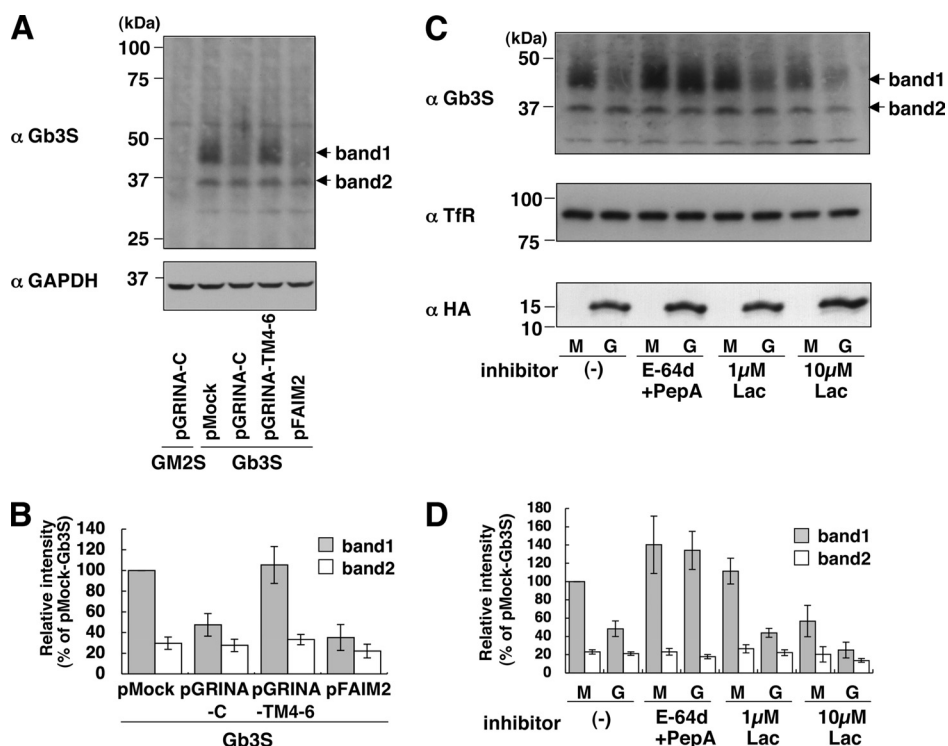 A
(kDa)
100
75
50
37
25
α Gb3S
band1
band2
α GAPDH
37
pGRINA-C
pMock
pGRINA-C
pGRINA-TM4-6
pFAIM2
GM2S
Gb3S
B
Relative intensity
(% of pMock-Gb3S)
140
120
100
80
60
40
20
0
band1
band2
pMock pGRINA pGRINA pFAIM2
-C -TM4-6
Gb3S
C
(kDa)
50
37
α Gb3S
band1
band2
α TfR
100
75
α HA
15
10
M G M G M G M G
inhibitor (-) E-64d 1µM 10µM
+PepA Lac Lac
D
Relative intensity
(% of pMock-Gb3S)
180
160
140
120
100
80
60
40
20
0
band1
band2
M G M G M G M G
inhibitor (-) E-64d 1µM 10µM
+PepA Lac Lac